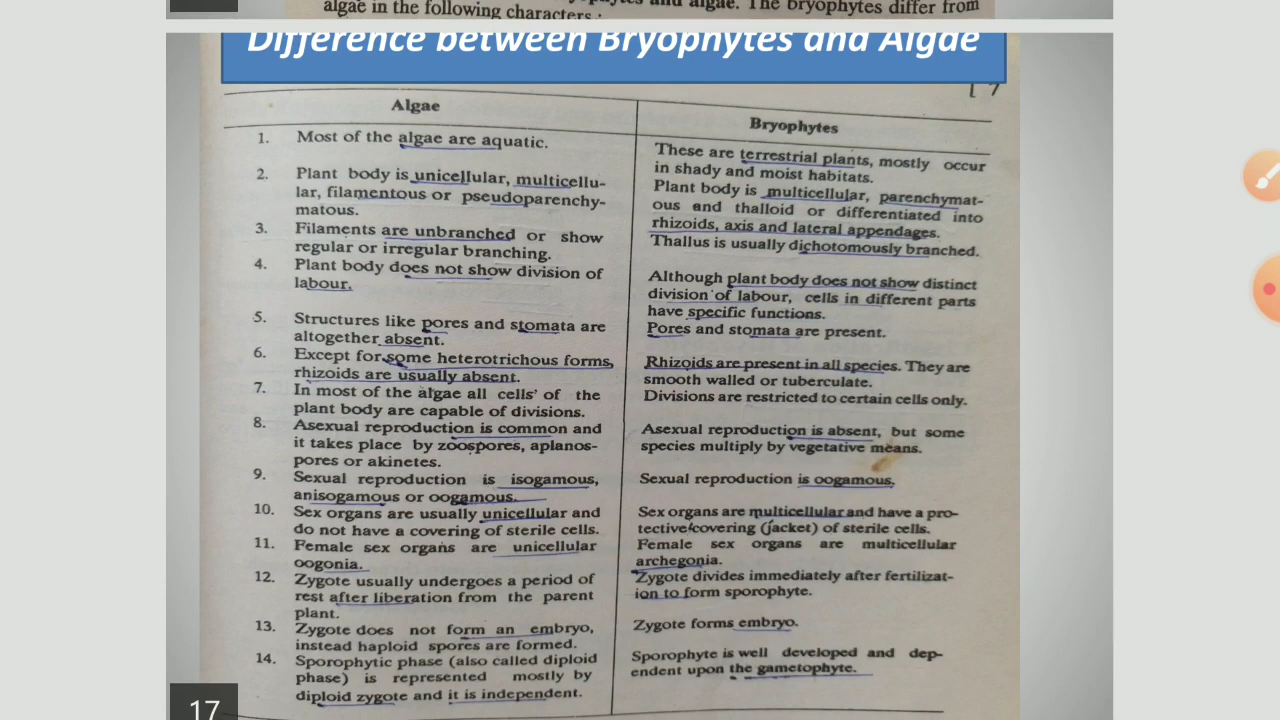 algae. The bryophytes differ from
algae in the following characters :
Difference between Bryophytes and Algae
[ 7
Algae
1. Most of the algae are aquatic.
2. Plant body is unicellular, multicellu-
lar, filamentous or pseudoparenchy-
matous.
3. Filaments are unbranched or show
regular or irregular branching.
4. Plant body does not show division of
labour.
5. Structures like pores and stomata are
altogether absent.
6. Except for some heterotrichous forms,
rhizoids are usually absent.
7. In most of the algae all cells of the
plant body are capable of divisions.
8. Asexual reproduction is common and
it takes place by zoospores, aplanos-
pores or akinetes.
9. Sexual reproduction is isogamous,
anisogamous or oogamous.
10. Sex organs are usually unicellular and
do not have a covering of sterile cells.
11. Female sex organs are unicellular
oogonia.
12. Zygote usually undergoes a period of
rest after liberation from the parent
plant.
13. Zygote does not form an embryo,
instead haploid spores are formed.
14. Sporophytic phase (also called diploid
phase) is represented mostly by
diploid zygote and it is independent.
Bryophytes
These are terrestrial plants, mostly occur
in shady and moist habitats.
Plant body is multicellular, parenchymat-
ous and thalloid or differentiated into
rhizoids, axis and lateral appendages.
Thallus is usually dichotomously branched.
Although plant body does not show distinct
division of labour, cells in different parts
have specific functions.
Pores and stomata are present.
Rhizoids are present in all species. They are
smooth walled or tuberculate.
Divisions are restricted to certain cells only.
Asexual reproduction is absent, but some
species multiply by vegetative means.
Sexual reproduction is oogamous.
Sex organs are multicellular and have a pro-
tective covering (jacket) of sterile cells.
Female sex organs are multicellular
archegonia.
Zygote divides immediately after fertilizat-
ion to form sporophyte.
Zygote forms embryo.
Sporophyte is well developed and dep-
endent upon the gametophyte.
17